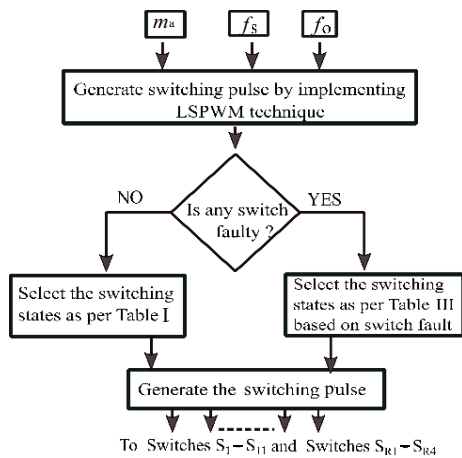 mₐ fₛ fₒ
Generate switching pulse by implementing
LSPWM technique
NO
YES
Is any switch
faulty ?
Select the switching
states as per Table I
Select the switching
states as per Table III
based on switch fault
Generate the switching pulse
To Switches S₁–S₁₁ and Switches S_R1–S_R4